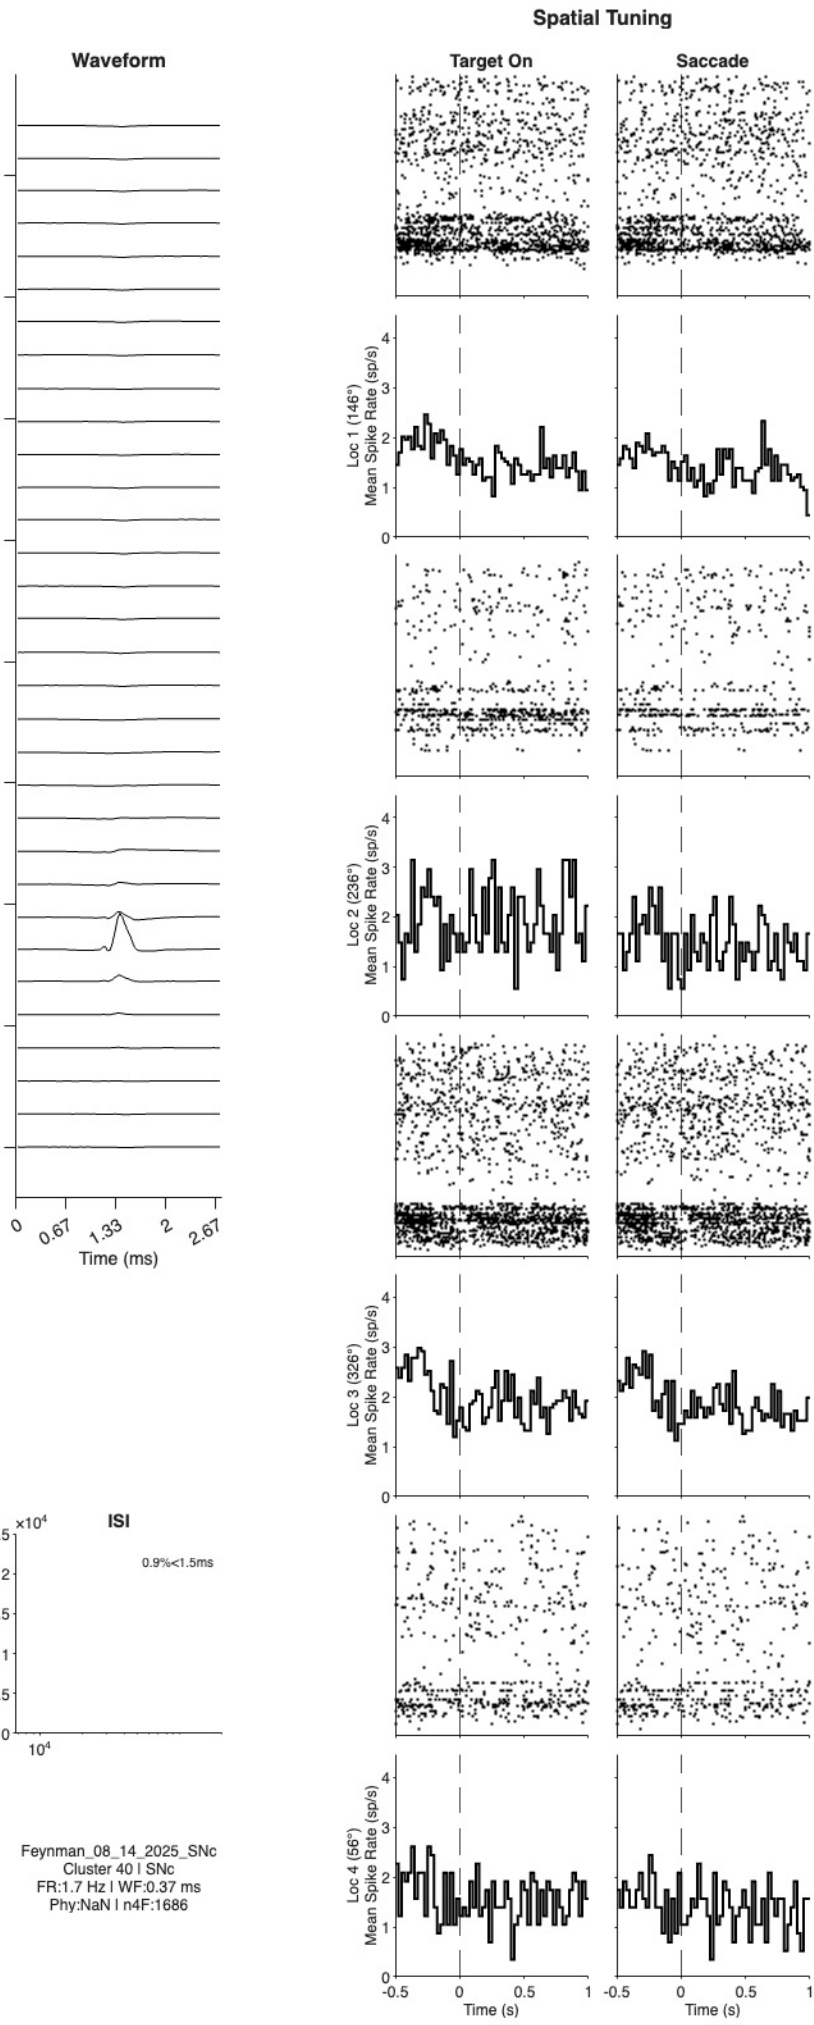 Spatial Tuning
Waveform
Target On
Saccade
4
3
2
1
0
Loc 1 (146°)
Mean Spike Rate (sp/s)
4
3
2
1
0
Loc 2 (236°)
Mean Spike Rate (sp/s)
0
0.67
1.33
2
2.67
Time (ms)
4
3
2
1
0
Loc 3 (326°)
Mean Spike Rate (sp/s)
×10⁴
ISI
0.9%<1.5ms
5
2
.5
1
.5
0
10⁴
4
3
2
1
0
Loc 4 (56°)
Mean Spike Rate (sp/s)
-0.5
0
0.5
1
Time (s)
-0.5
0
0.5
1
Time (s)
Feynman_08_14_2025_SNc
Cluster 40 | SNc
FR:1.7 Hz | WF:0.37 ms
Phy:NaN | n4F:1686